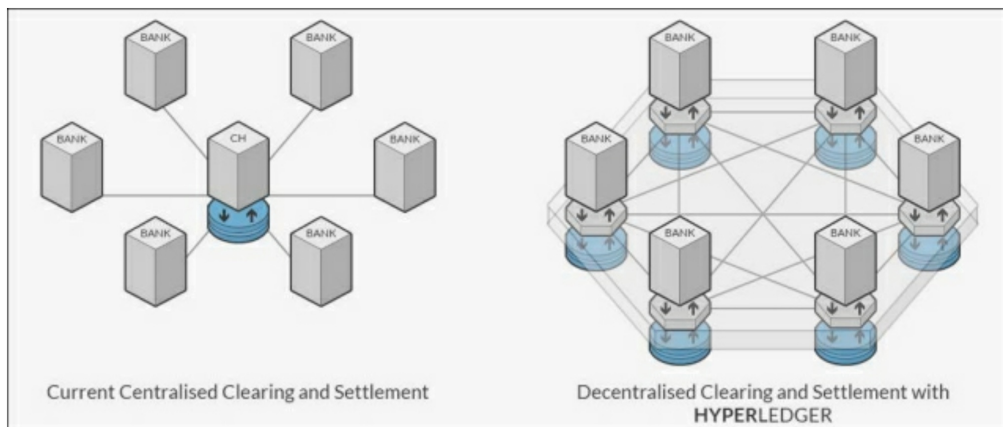 BANK
BANK
BANK
CH
BANK
BANK
BANK
Current Centralised Clearing and Settlement
BANK
BANK
BANK
BANK
BANK
BANK
Decentralised Clearing and Settlement with
HYPERLEDGER